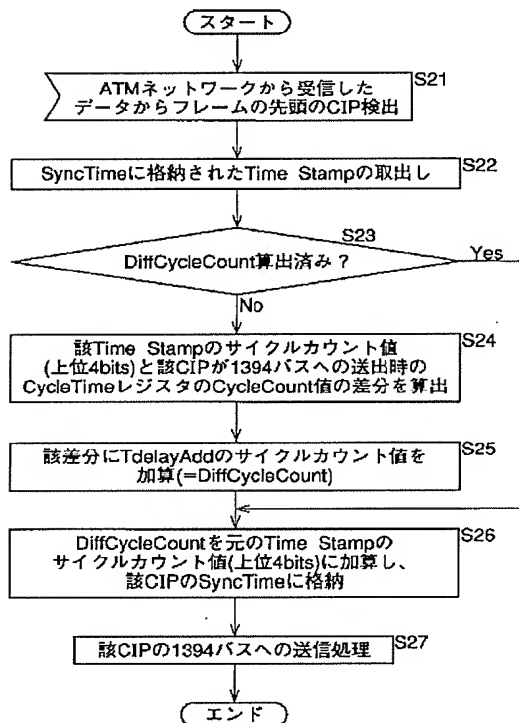 スタート
ATMネットワークから受信した
データからフレームの先頭のCIP検出
S21
SyncTimeに格納されたTime Stampの取出し
S22
S23
DiffCycleCount算出済み？
Yes
No
該Time Stampのサイクルカウント値
(上位4bits)と該CIPが1394バスへの送出時の
CycleTimeレジスタのCycleCount値の差分を算出
S24
該差分にTdelayAddのサイクルカウント値を
加算(=DiffCycleCount)
S25
DiffCycleCountを元のTime Stampの
サイクルカウント値(上位4bits)に加算し、
該CIPのSyncTimeに格納
S26
該CIPの1394バスへの送信処理
S27
エンド